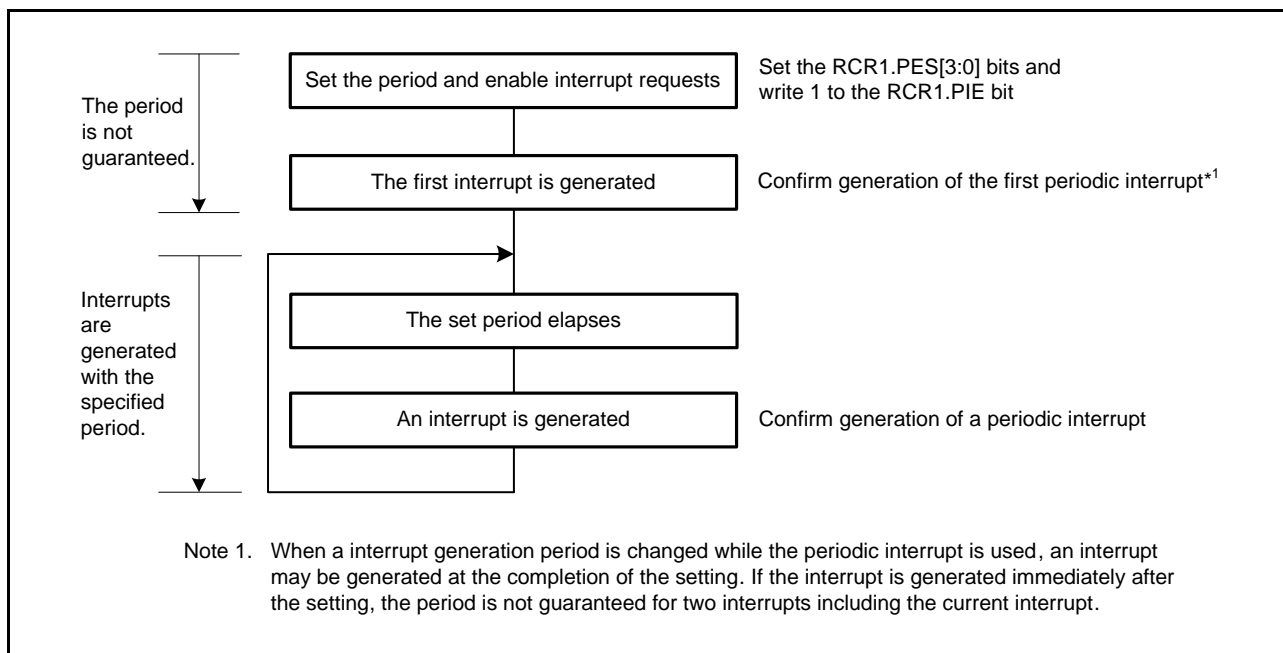 The period
is not
guaranteed.
Set the period and enable interrupt requests
Set the RCR1.PES[3:0] bits and
write 1 to the RCR1.PIE bit
The first interrupt is generated
Confirm generation of the first periodic interrupt*1
Interrupts
are
generated
with the
specified
period.
The set period elapses
An interrupt is generated
Confirm generation of a periodic interrupt
Note 1. When a interrupt generation period is changed while the periodic interrupt is used, an interrupt
may be generated at the completion of the setting. If the interrupt is generated immediately after
the setting, the period is not guaranteed for two interrupts including the current interrupt.